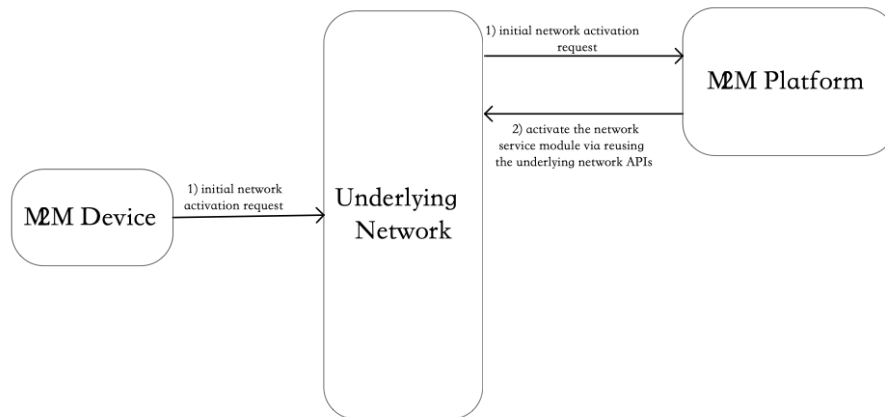 1) initial network activation
request
M2M Platform
2) activate the network
service module via reusing
the underlying network APIs
1) initial network
activation request
M2M Device
Underlying
Network